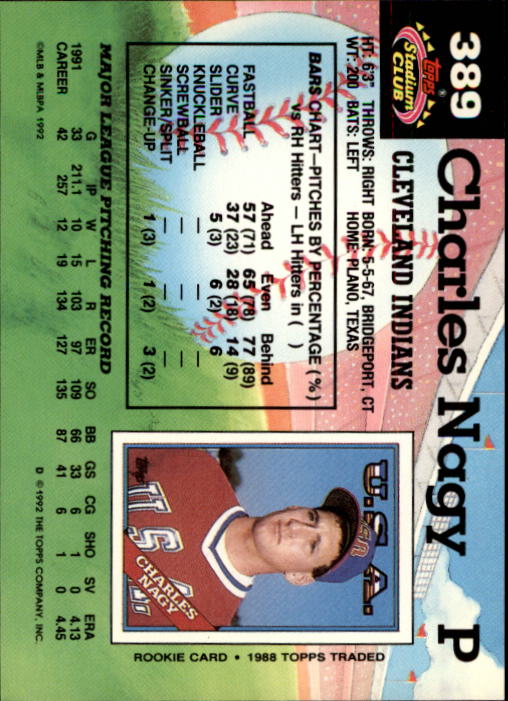 389
Topps
®
Stadium
CLUB
Charles Nagy P
CLEVELAND INDIANS
HT: 6'3" THROWS: RIGHT BORN: 5-5-67, BRIDGEPORT, CT
WT: 200 BATS: LEFT HOME: PLANO, TEXAS
BARS CHART—PITCHES BY PERCENTAGE (%)
vs RH Hitters — LH Hitters in ( )
Ahead Even Behind
FASTBALL 57 (71) 65 (78) 77 (89)
CURVE 37 (23) 28 (18) 14 (9)
SLIDER 5 (3) 6 (2) 6
KNUCKLEBALL — — —
SCREWBALL — — —
SINKER/SPLIT — — —
CHANGE-UP 1 (3) 1 (2) 3 (2)
U.S.A.
Topps
USA
CHARLES
NAGY
ROOKIE CARD • 1988 TOPPS TRADED
MAJOR LEAGUE PITCHING RECORD
G IP W L R ER SO BB GS CG SHO SV ERA
1991 33 211.1 10 15 103 97 109 66 33 6 1 0 4.13
CAREER 42 257 12 19 134 127 135 87 41 6 1 0 4.45
©MLB & MLBPA 1992
D ©1992 THE TOPPS COMPANY, INC.